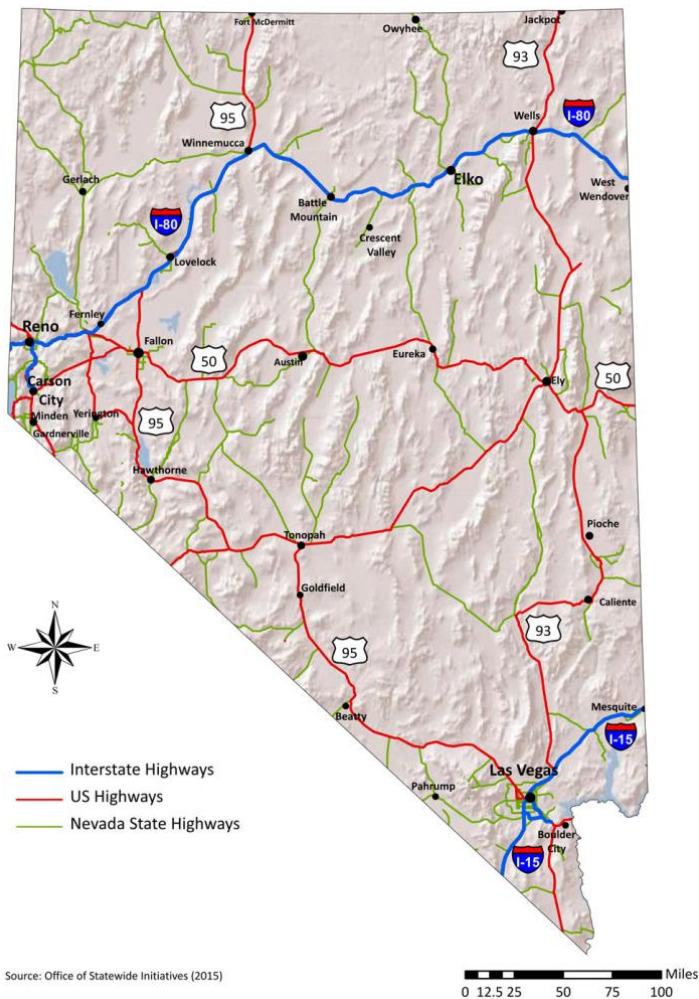 Fort McDermitt
Owyhee
Jackpot
93
95
Wells
I-80
Winnemucca
Elko
Gerlach
West
Wendover
Battle
Mountain
I-80
Crescent
Valley
Lovelock
Fernley
Reno
Fallon
50
Austin
Eureka
Ely
50
Carson
City
Minden
Yerington
95
Gardnerville
Hawthorne
Pioche
Tonopah
Goldfield
Caliente
N
W
E
S
93
95
Mesquite
Beatty
I-15
Interstate Highways
Las Vegas
US Highways
Pahrump
Nevada State Highways
Boulder
City
I-15
Source: Office of Statewide Initiatives (2015)
Miles
0 12.5 25 50 75 100